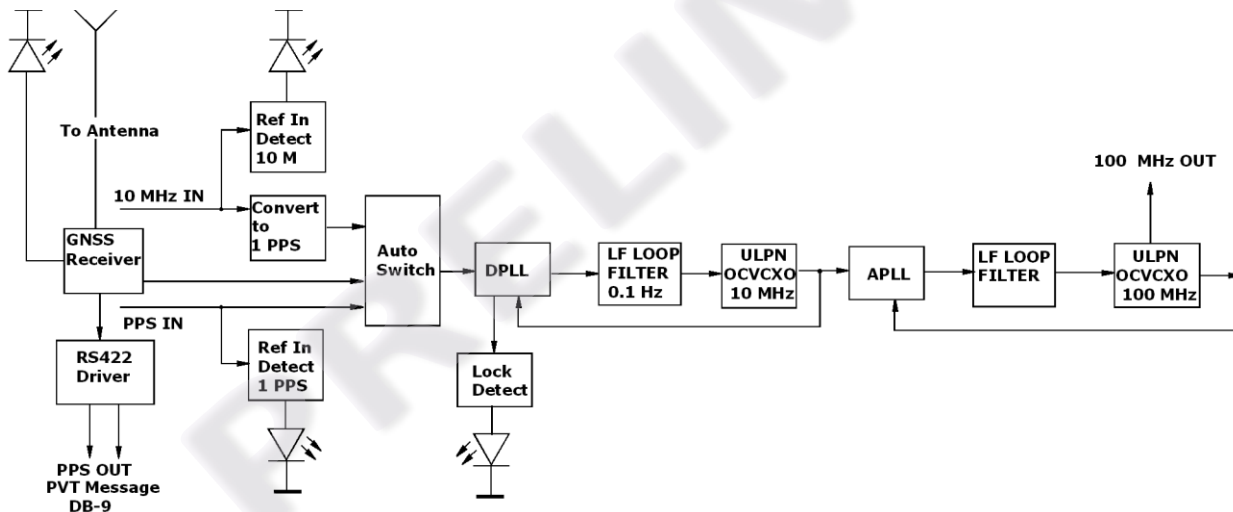 To Antenna
Ref In
Detect
10 M
10 MHz IN
Convert
to
1 PPS
GNSS
Receiver
Auto
Switch
DPLL
LF LOOP
FILTER
0.1 Hz
ULPN
OCVCXO
10 MHz
APLL
LF LOOP
FILTER
100 MHz OUT
ULPN
OCVCXO
100 MHz
PPS IN
RS422
Driver
Ref In
Detect
1 PPS
Lock
Detect
PPS OUT
PVT Message
DB-9
PRELIM